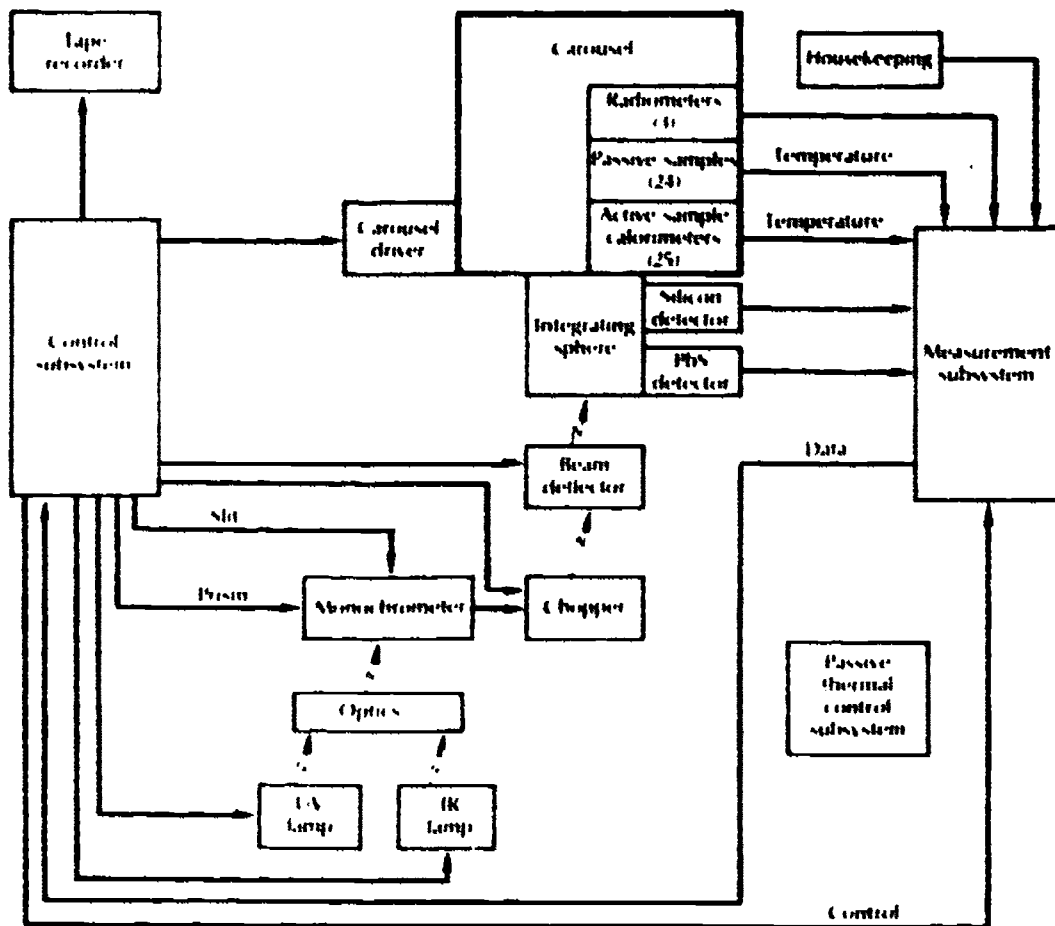 Tape
recorder
Carousel
Housekeeping
Radiometers
Passive samples
(24)
Temperature
Active sample
calorimeters
(25)
Temperature
Carousel
driver
Control
subsystem
Integrating
sphere
Silicon
detector
PbS
detector
Measurement
subsystem
Data
Beam
deflector
Slit
Prism
Monochrometer
Chopper
Optics
Passive
thermal
control
subsystem
UV
lamp
IR
lamp
Control